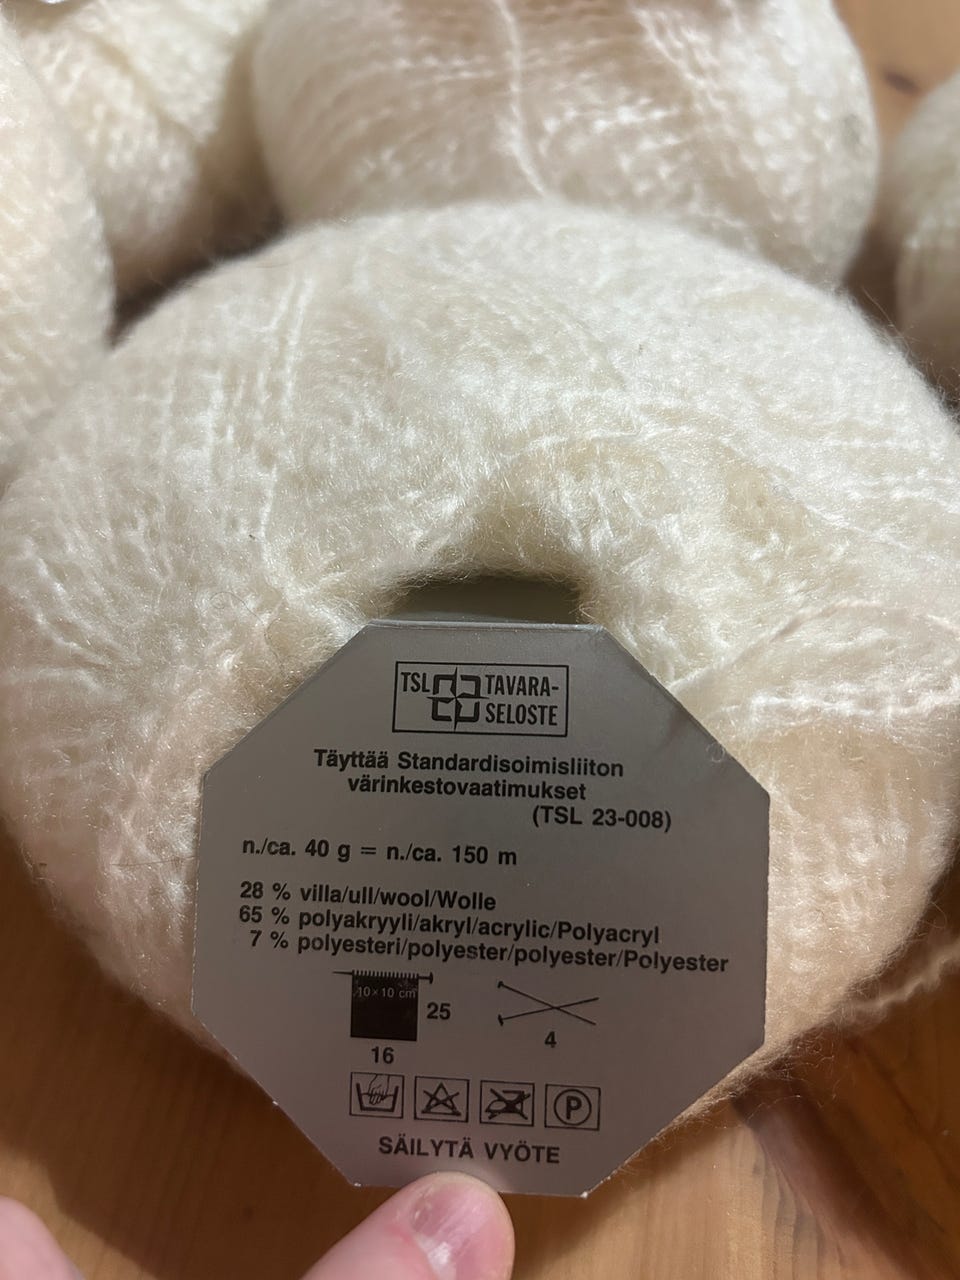 TSL TAVARA-
SELOSTE
Täyttää Standardisoimisliiton
värinkestovaatimukset
(TSL 23-008)
n./ca. 40 g = n./ca. 150 m
28 % villa/ull/wool/Wolle
65 % polyakryyli/akryl/acrylic/Polyacryl
7 % polyesteri/polyester/polyester/Polyester
10×10 cm
25
4
16
P
SÄILYTÄ VYÖTE